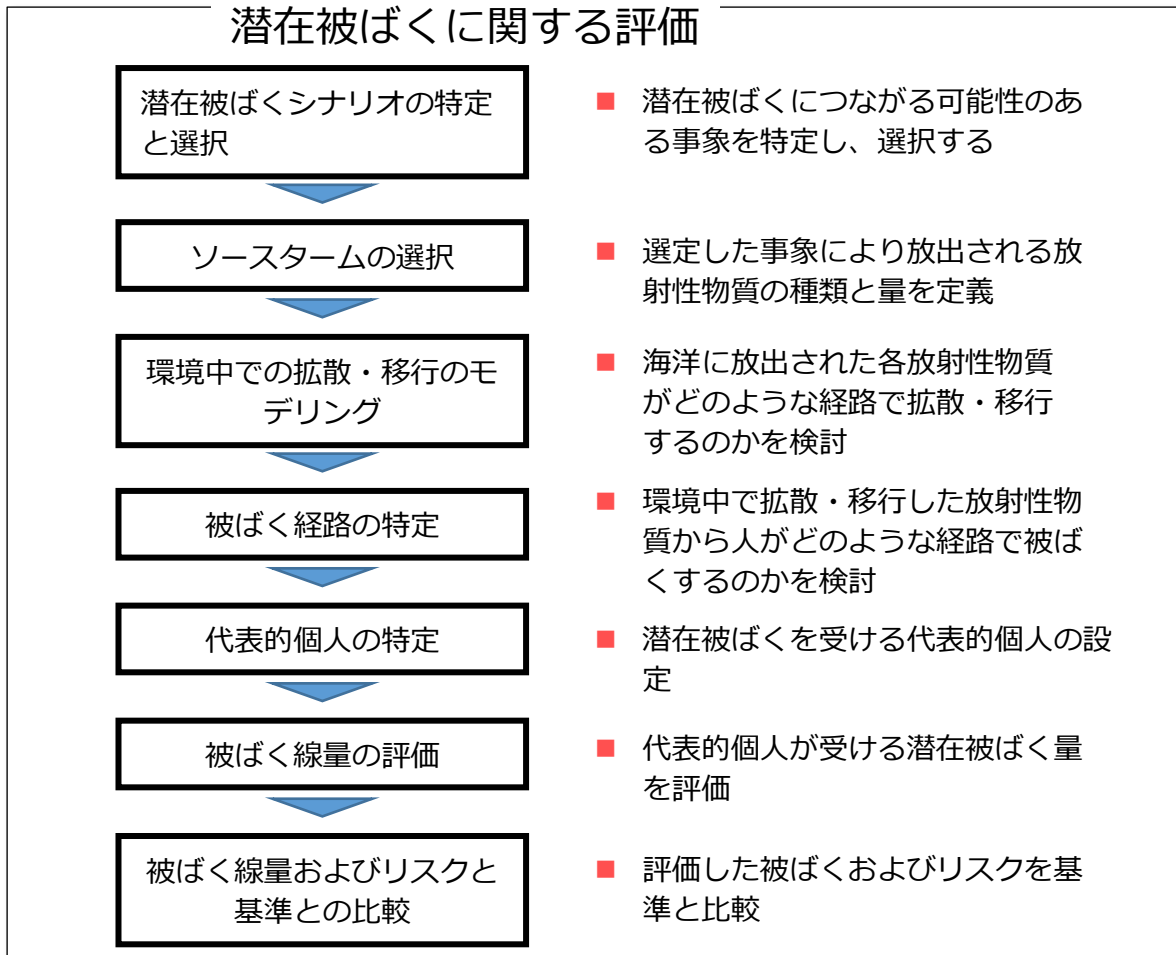 潜在被ばくに関する評価
潜在被ばくシナリオの特定
と選択
■ 潜在被ばくにつながる可能性のあ
る事象を特定し、選択する
ソースタームの選択
■ 選定した事象により放出される放
射性物質の種類と量を定義
環境中での拡散・移行のモ
デリング
■ 海洋に放出された各放射性物質
がどのような経路で拡散・移行
するのかを検討
被ばく経路の特定
■ 環境中で拡散・移行した放射性物
質から人がどのような経路で被ば
くするのかを検討
代表的個人の特定
■ 潜在被ばくを受ける代表的個人の設
定
被ばく線量の評価
■ 代表的個人が受ける潜在被ばく量
を評価
被ばく線量およびリスクと
基準との比較
■ 評価した被ばくおよびリスクを基
準と比較